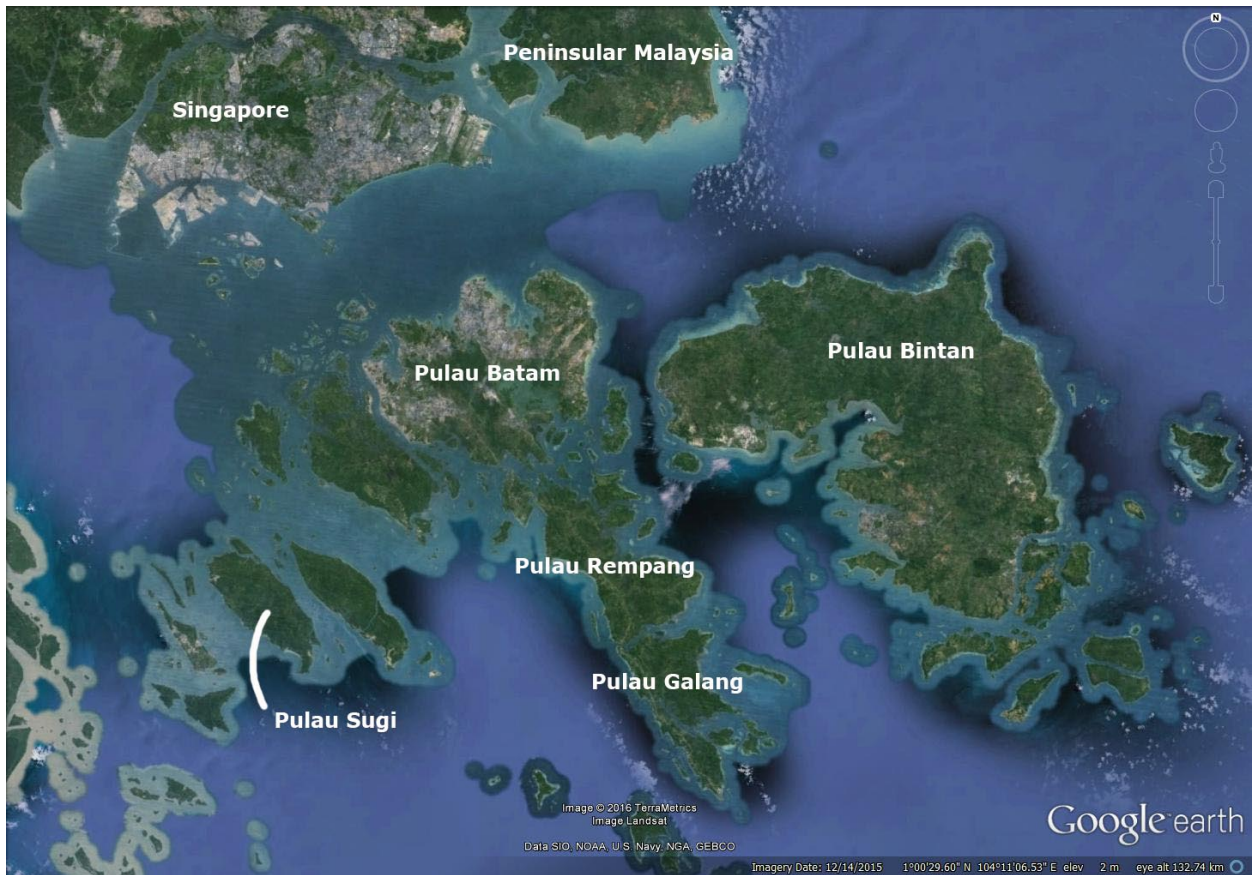 N
Peninsular Malaysia
Singapore
Pulau Bintan
Pulau Batam
Pulau Rempang
Pulau Galang
Pulau Sugi
Image © 2016 TerraMetrics
Image Landsat
Google earth
Data SIO, NOAA, U.S. Navy, NGA, GEBCO
Imagery Date: 12/14/2015 1°00'29.60" N 104°11'06.53" E elev 2 m eye alt 132.74 km